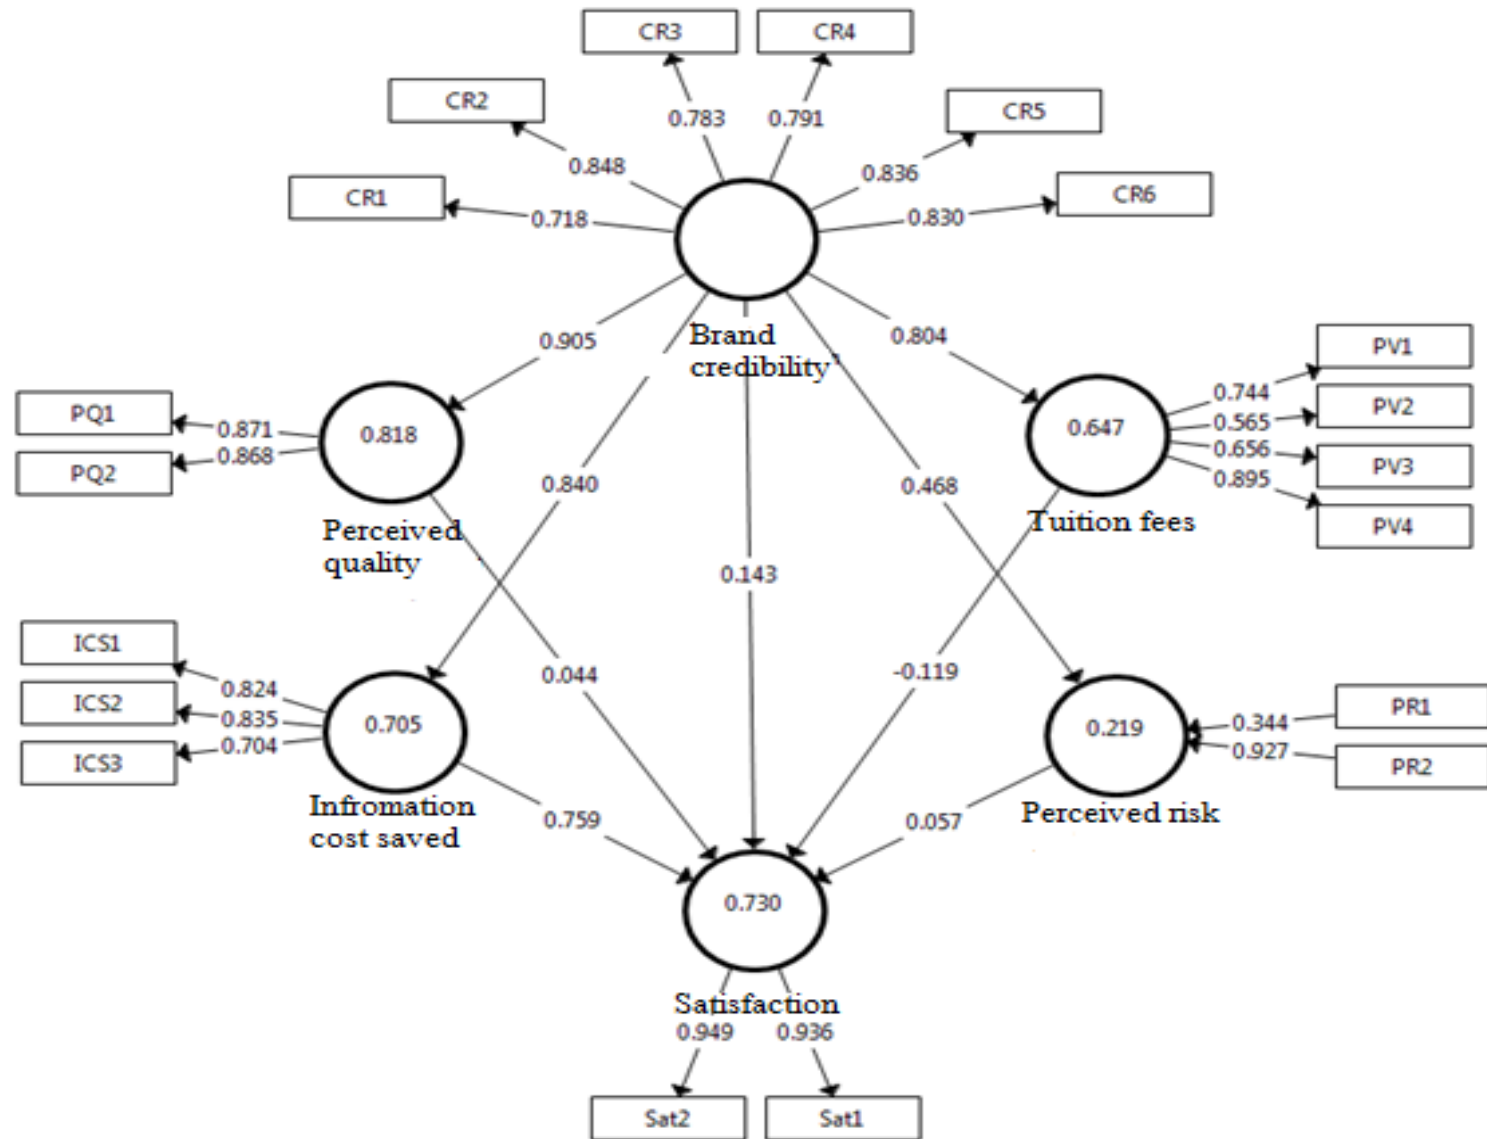 CR3
CR4
CR2
CR5
0.783
0.791
0.848
0.836
CR1
CR6
0.718
0.830
Brand
credibility
0.905
0.804
PV1
0.744
PV2
0.565
PQ1
0.871
0.818
0.647
0.656
PV3
PQ2
0.868
0.840
0.468
0.895
PV4
Perceived
quality
Tuition fees
0.143
ICS1
0.824
0.044
-0.119
ICS2
0.835
0.705
0.219
0.344
PR1
ICS3
0.704
0.927
PR2
Infromation
cost saved
0.759
0.057
Perceived risk
0.730
Satisfaction
0.949
0.936
Sat2
Sat1